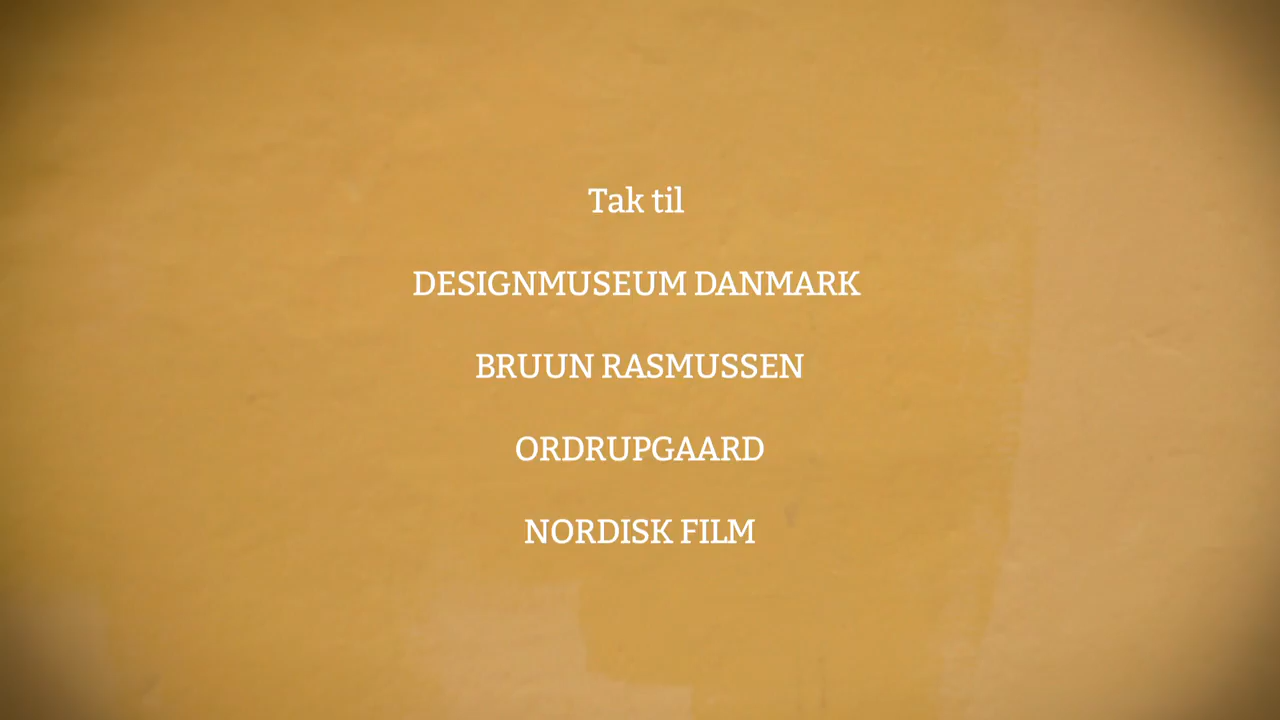 Tak til
DESIGNMUSEUM DANMARK
BRUUN RASMUSSEN
ORDRUPGAARD
NORDISK FILM